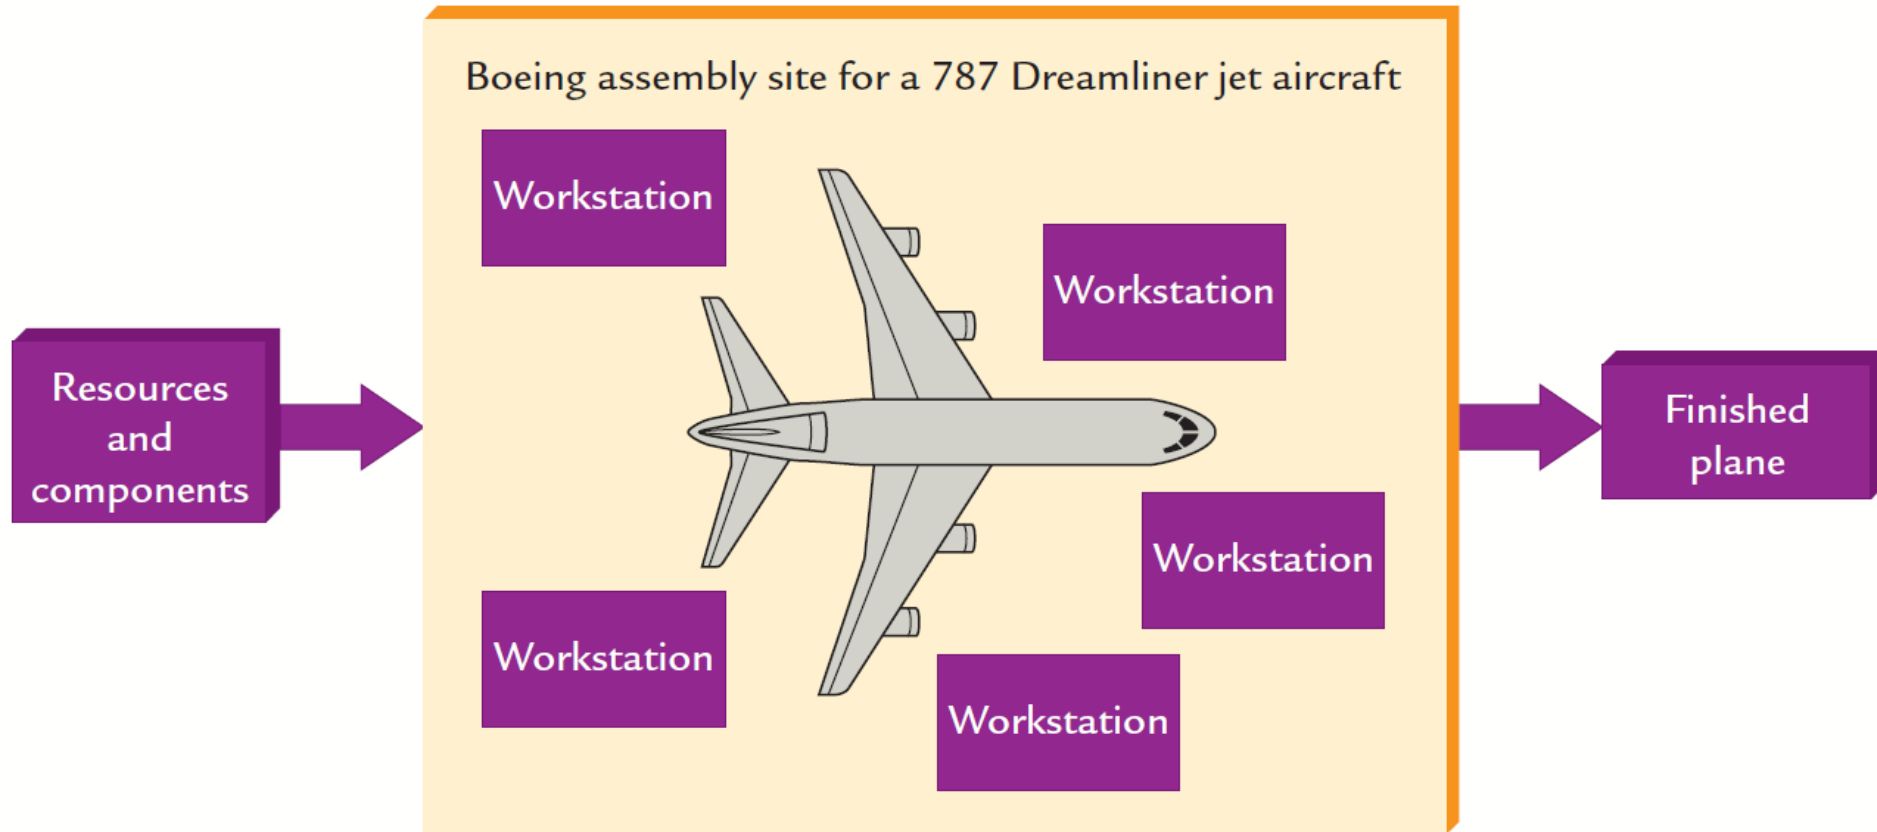 Boeing assembly site for a 787 Dreamliner jet aircraft
Workstation
Workstation
Resources
and
components
Finished
plane
Workstation
Workstation
Workstation